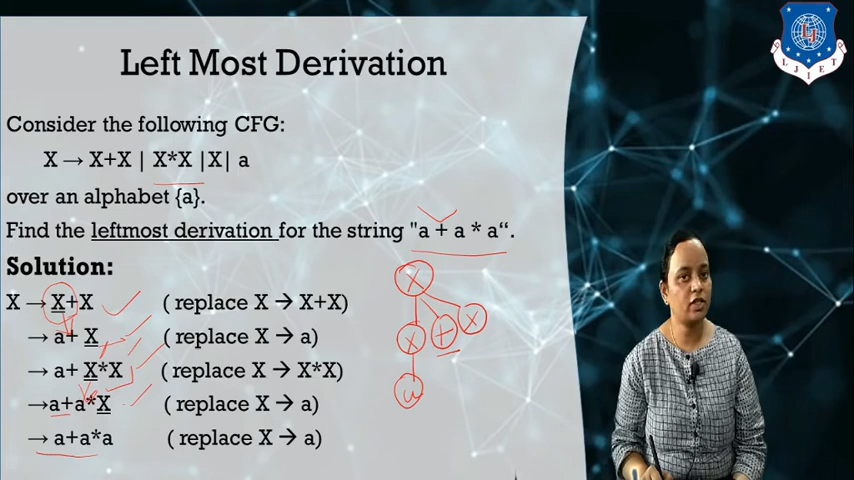 LJIET
Left Most Derivation
Consider the following CFG:
X → X+X | X*X |X| a
over an alphabet {a}.
Find the leftmost derivation for the string "a + a * a“.
Solution:
X → X+X ( replace X → X+X)
→ a+ X ( replace X → a)
→ a+ X*X ( replace X → X*X)
→a+a*X ( replace X → a)
→ a+a*a ( replace X → a)
X
X + X
a